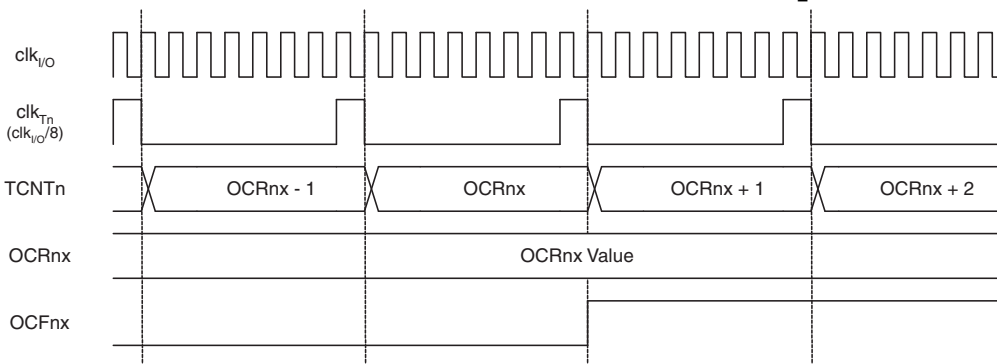 clkI/O
clkTn
(clkI/O/8)
TCNTn OCRnx - 1 OCRnx OCRnx + 1 OCRnx + 2
OCRnx OCRnx Value
OCFnx